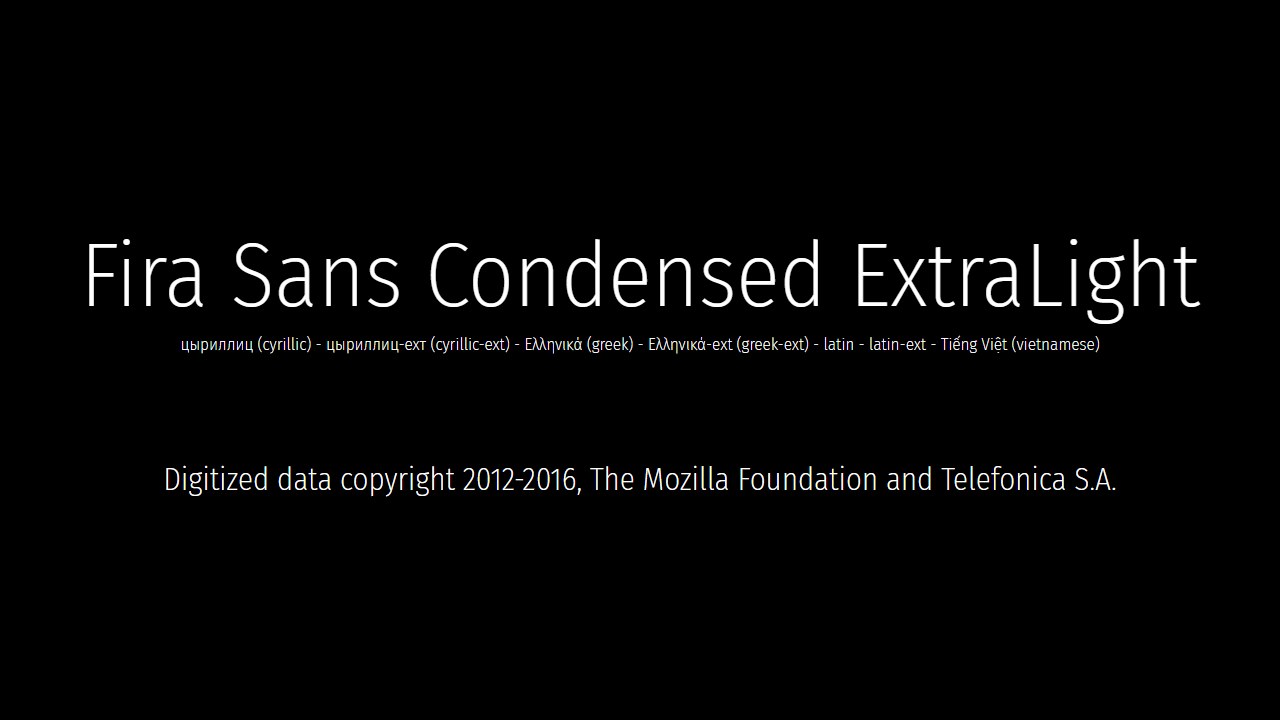 Fira Sans Condensed ExtraLight
цыриллиц (cyrillic) - цыриллиц-ехт (cyrillic-ext) - Ελληνικά (greek) - Ελληνικά-ext (greek-ext) - latin - latin-ext - Tiếng Việt (vietnamese)
Digitized data copyright 2012-2016, The Mozilla Foundation and Telefonica S.A.